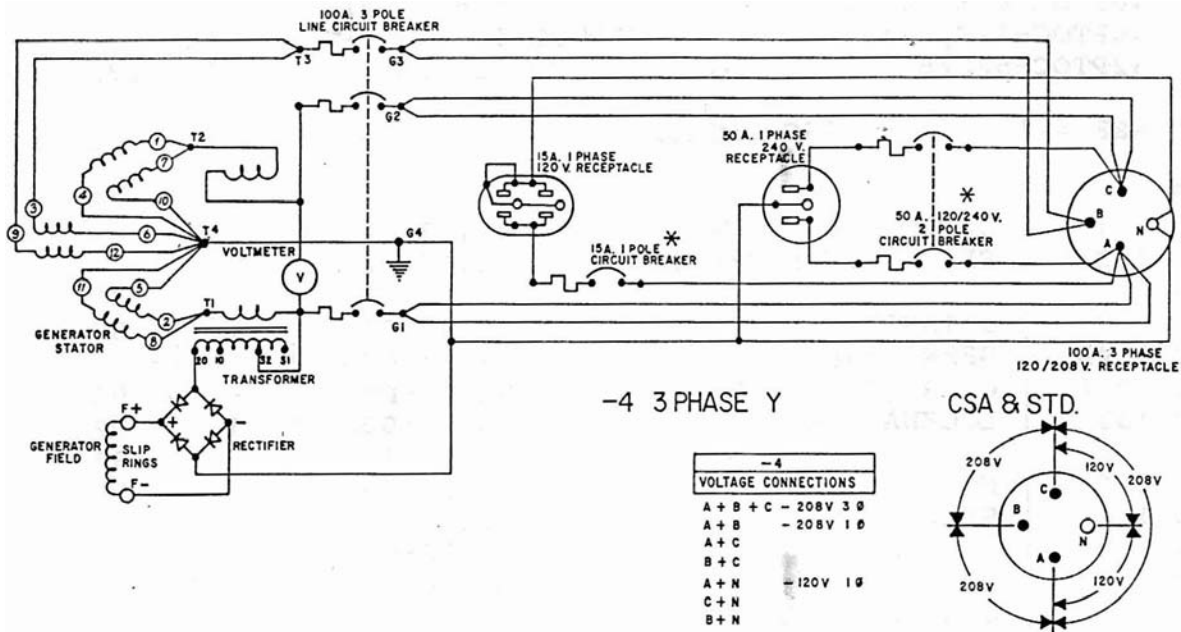 100 A. 3 POLE
LINE CIRCUIT BREAKER
T3
G3
G2
1
T2
7
4
10
3
9
6
12
T4
VOLTMETER
V
G4
11
5
2
8
T1
G1
GENERATOR
STATOR
20 10 32 31
TRANSFORMER
F+
+
-
GENERATOR
FIELD
SLIP
RINGS
RECTIFIER
F-
15A. 1 PHASE
120 V. RECEPTACLE
15A. 1 POLE *
CIRCUIT BREAKER
50 A. 1 PHASE
240 V.
RECEPTACLE
*
50 A. 120/240 V.
2 POLE
CIRCUIT BREAKER
C
B
N
A
100 A. 3 PHASE
120/208 V. RECEPTACLE
-4 3 PHASE Y
CSA & STD.
-4
VOLTAGE CONNECTIONS
A + B + C - 208V 3 Ø
A + B - 208V 1 Ø
A + C
B + C
A + N - 120V 1 Ø
C + N
B + N
208V
120V
208V
C
B
N
A
208V
120V